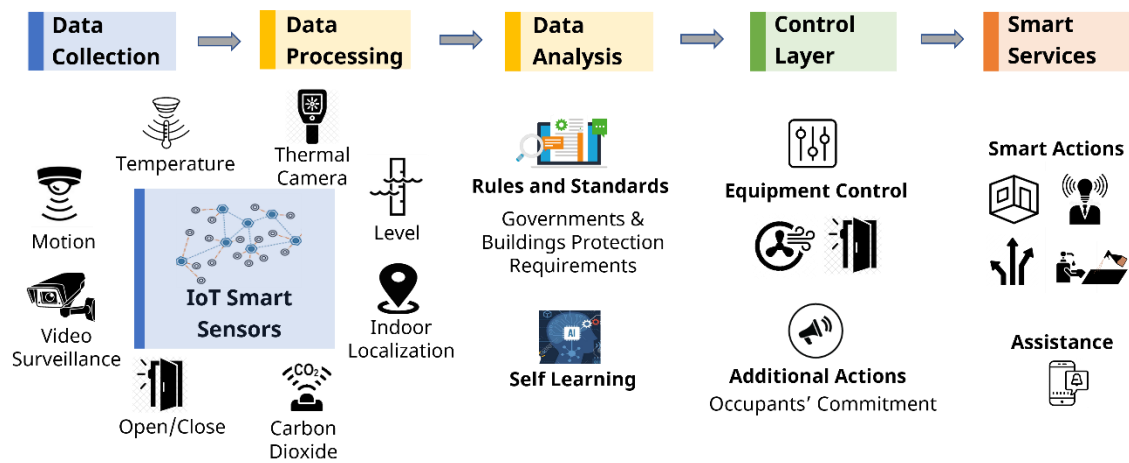 Data
Collection
Data
Processing
Data
Analysis
Control
Layer
Smart
Services
Temperature
Thermal
Camera
Motion
Level
IoT Smart
Sensors
Video
Surveillance
Indoor
Localization
Open/Close
CO₂
Carbon
Dioxide
Rules and Standards
Governments &
Buildings Protection
Requirements
AI
Self Learning
Equipment Control
Additional Actions
Occupants’ Commitment
Smart Actions
Assistance